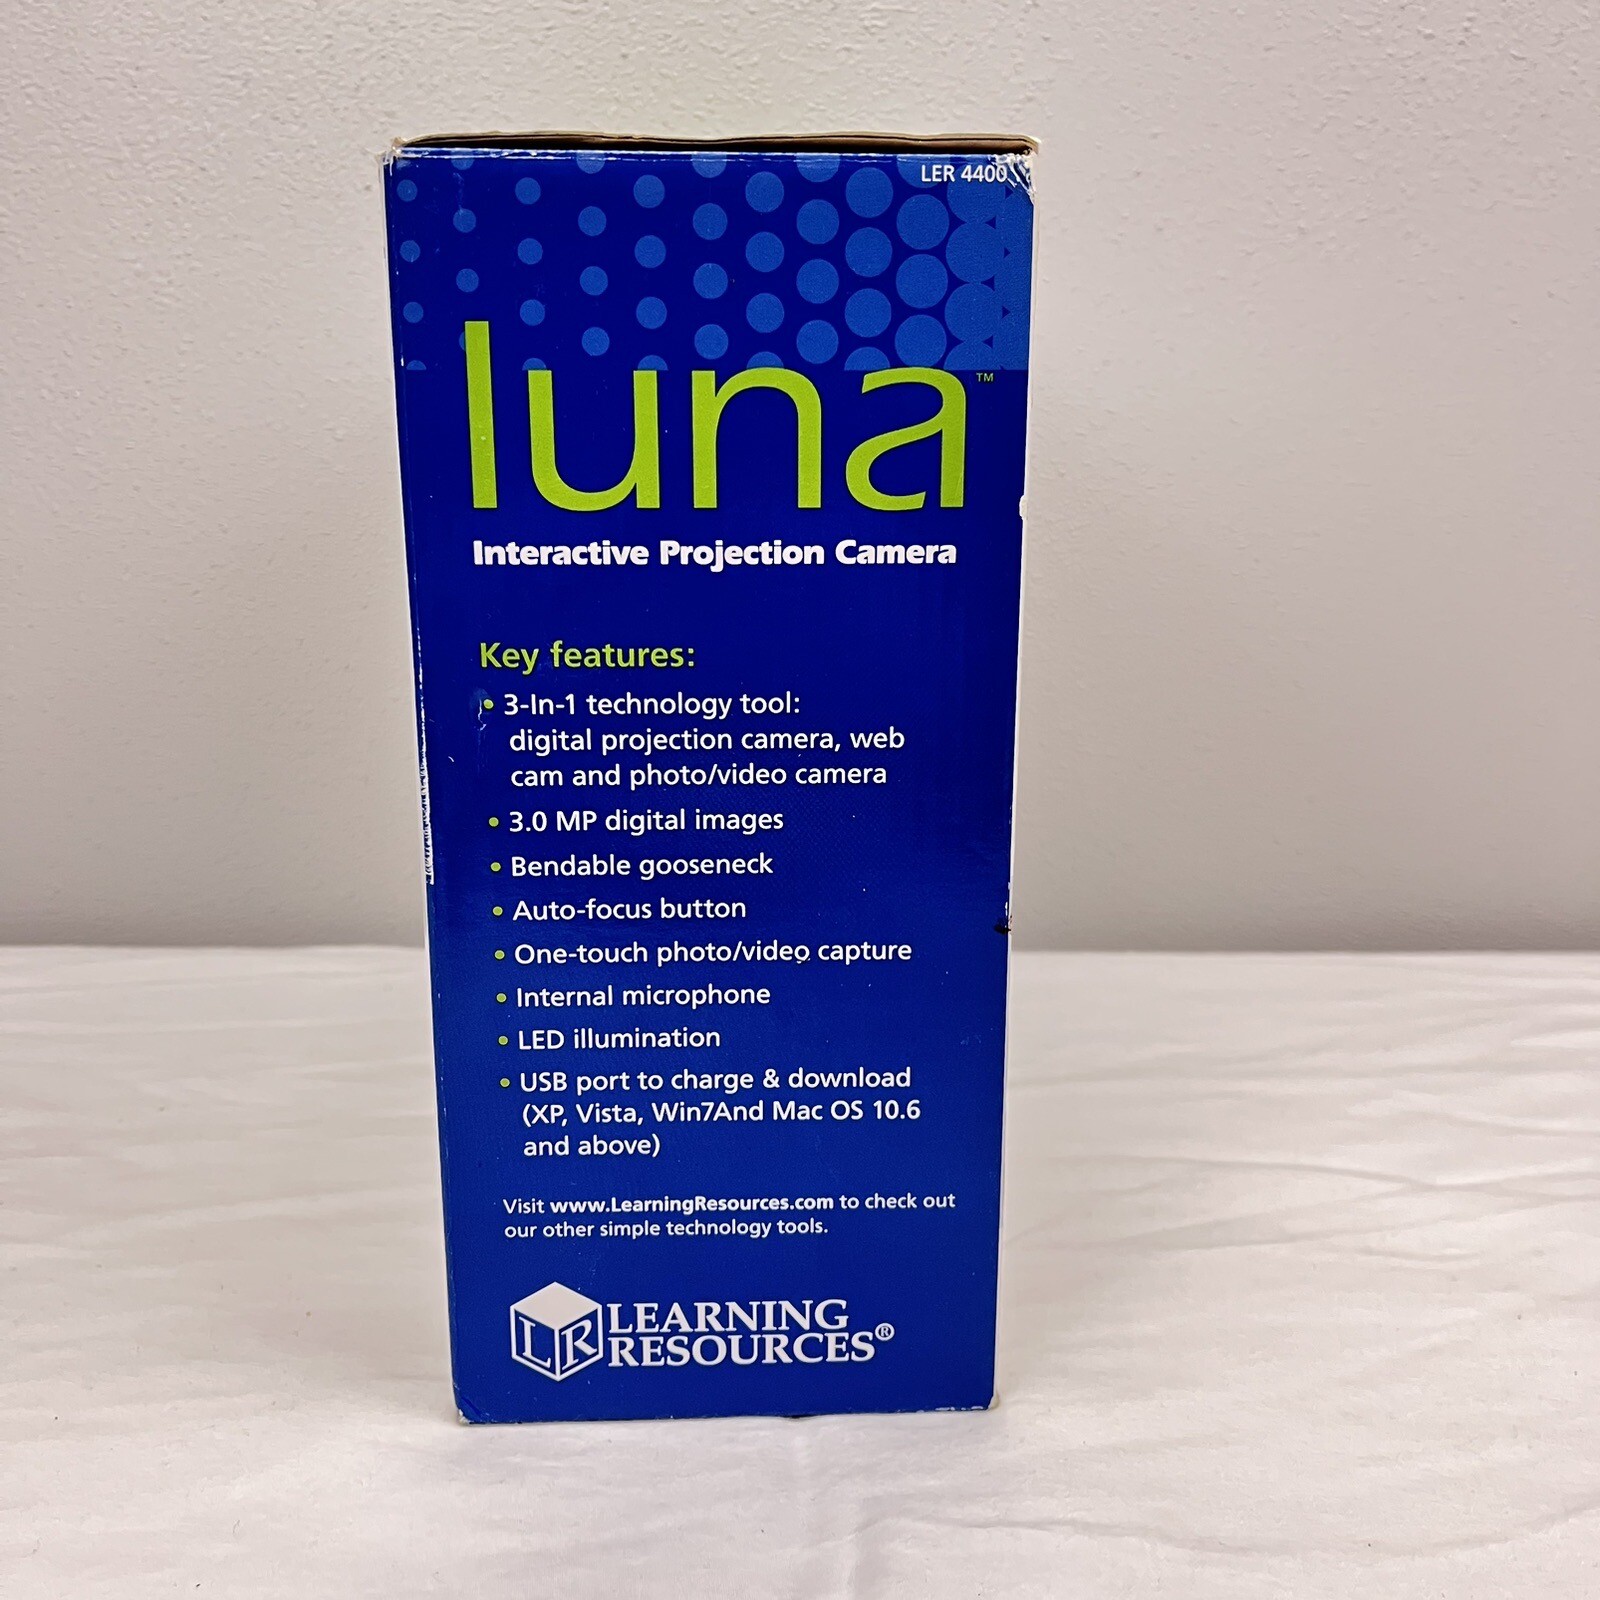 LER 4400
luna™
Interactive Projection Camera
Key features:
• 3-In-1 technology tool:
digital projection camera, web
cam and photo/video camera
• 3.0 MP digital images
• Bendable gooseneck
• Auto-focus button
• One-touch photo/video capture
• Internal microphone
• LED illumination
• USB port to charge & download
(XP, Vista, Win7And Mac OS 10.6
and above)
Visit www.LearningResources.com to check out
our other simple technology tools.
LR LEARNING
RESOURCES®